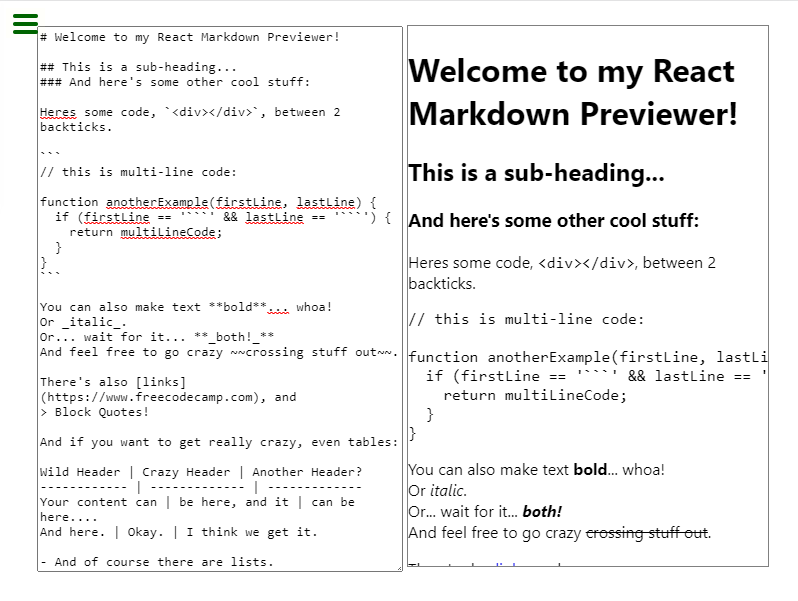 # Welcome to my React Markdown Previewer!
## This is a sub-heading...
### And here's some other cool stuff:
Heres some code, `<div></div>`, between 2
backticks.
```
// this is multi-line code:
function anotherExample(firstLine, lastLine) {
  if (firstLine == '```' && lastLine == '```') {
    return multiLineCode;
  }
}
```
You can also make text **bold**... whoa!
Or _italic_.
Or... wait for it... **_both!_**
And feel free to go crazy ~~crossing stuff out~~.
There's also [links]
(https://www.freecodecamp.com), and
> Block Quotes!
And if you want to get really crazy, even tables:
Wild Header | Crazy Header | Another Header?
------------ | ------------- | -------------
Your content can | be here, and it | can be
here....
And here. | Okay. | I think we get it.
- And of course there are lists.
Welcome to my React
Markdown Previewer!
This is a sub-heading...
And here's some other cool stuff:
Heres some code, <div></div>, between 2
backticks.
// this is multi-line code:
function anotherExample(firstLine, lastLi
  if (firstLine == '```' && lastLine == '
    return multiLineCode;
  }
}
You can also make text bold... whoa!
Or italic.
Or... wait for it... both!
And feel free to go crazy crossing stuff out.